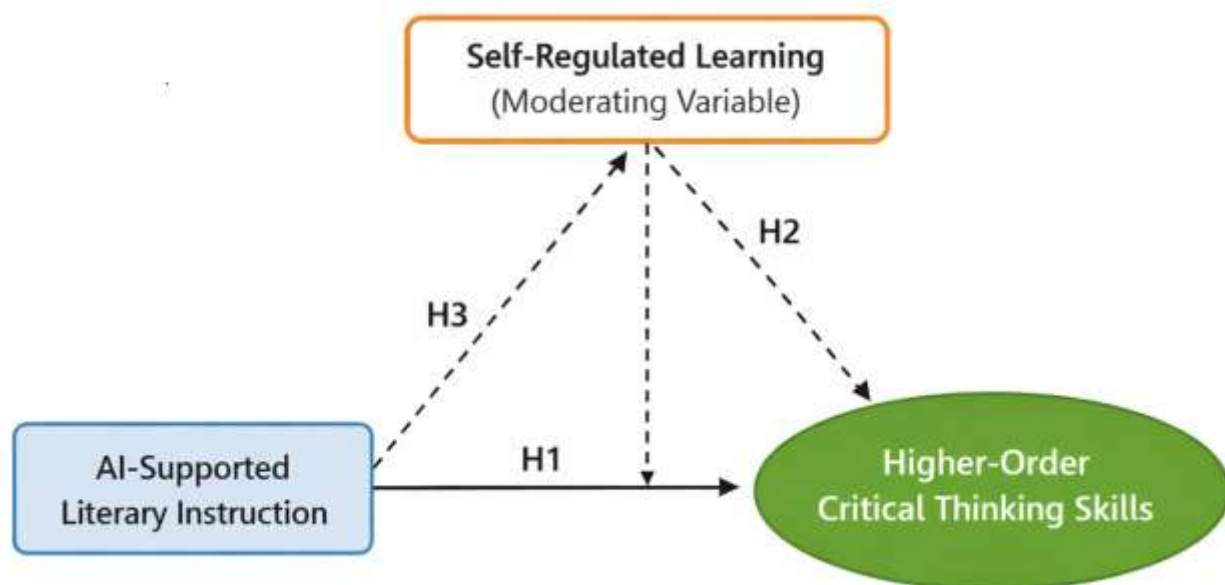 Self-Regulated Learning
(Moderating Variable)
H2
H3
H1
AI-Supported
Literary Instruction
Higher-Order
Critical Thinking Skills